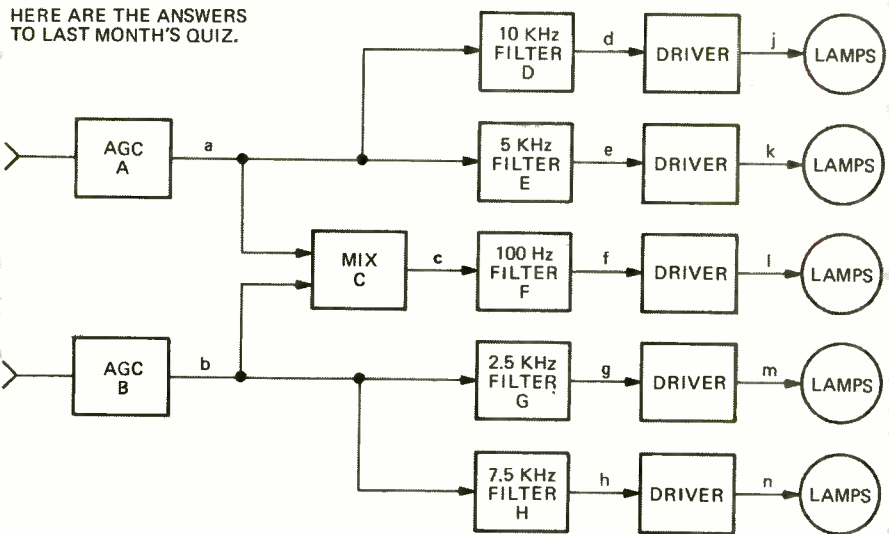 HERE ARE THE ANSWERS
TO LAST MONTH'S QUIZ.
10 KHz
FILTER
D
d
DRIVER
j
LAMPS
AGC
A
a
5 KHz
FILTER
E
e
DRIVER
k
LAMPS
MIX
C
c
100 Hz
FILTER
F
f
DRIVER
l
LAMPS
AGC
B
b
2.5 KHz
FILTER
G
g
DRIVER
m
LAMPS
7.5 KHz
FILTER
H
h
DRIVER
n
LAMPS